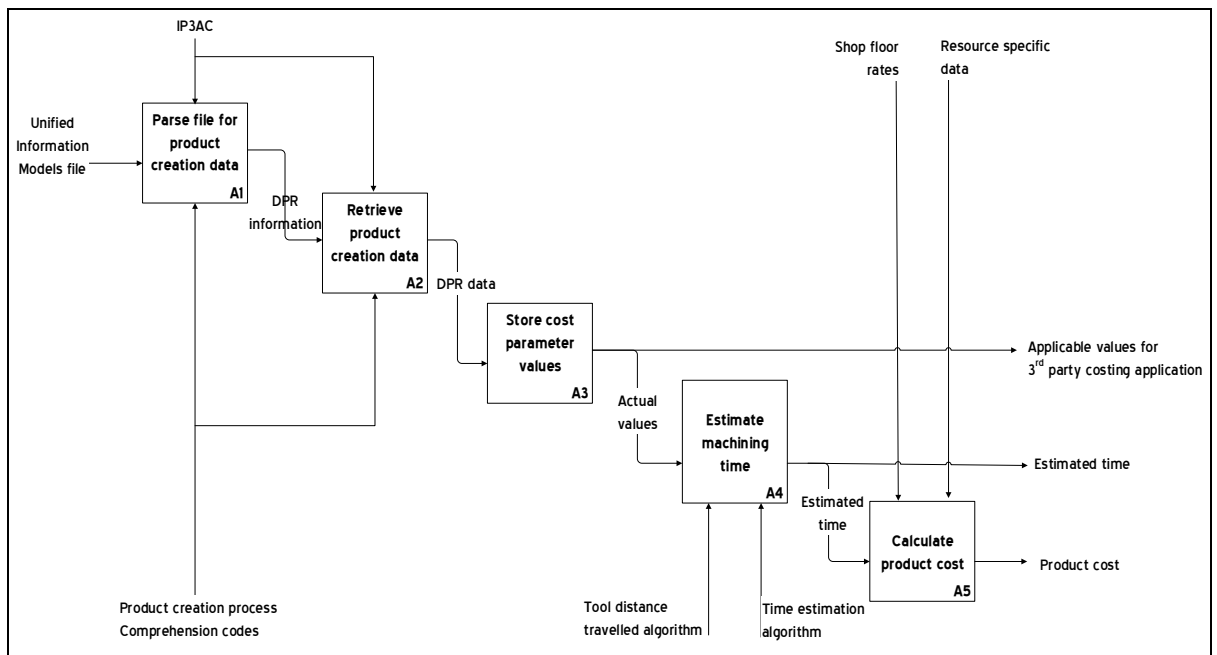 IP3AC
Shop floor
rates
Resource specific
data
Unified
Information
Models file
Parse file for
product
creation data
A1
DPR
information
Retrieve
product
creation data
A2
DPR data
Store cost
parameter
values
A3
Applicable values for
3rd party costing application
Actual
values
Estimate
machining
time
A4
Estimated time
Estimated
time
Calculate
product cost
A5
Product cost
Product creation process
Comprehension codes
Tool distance
travelled algorithm
Time estimation
algorithm